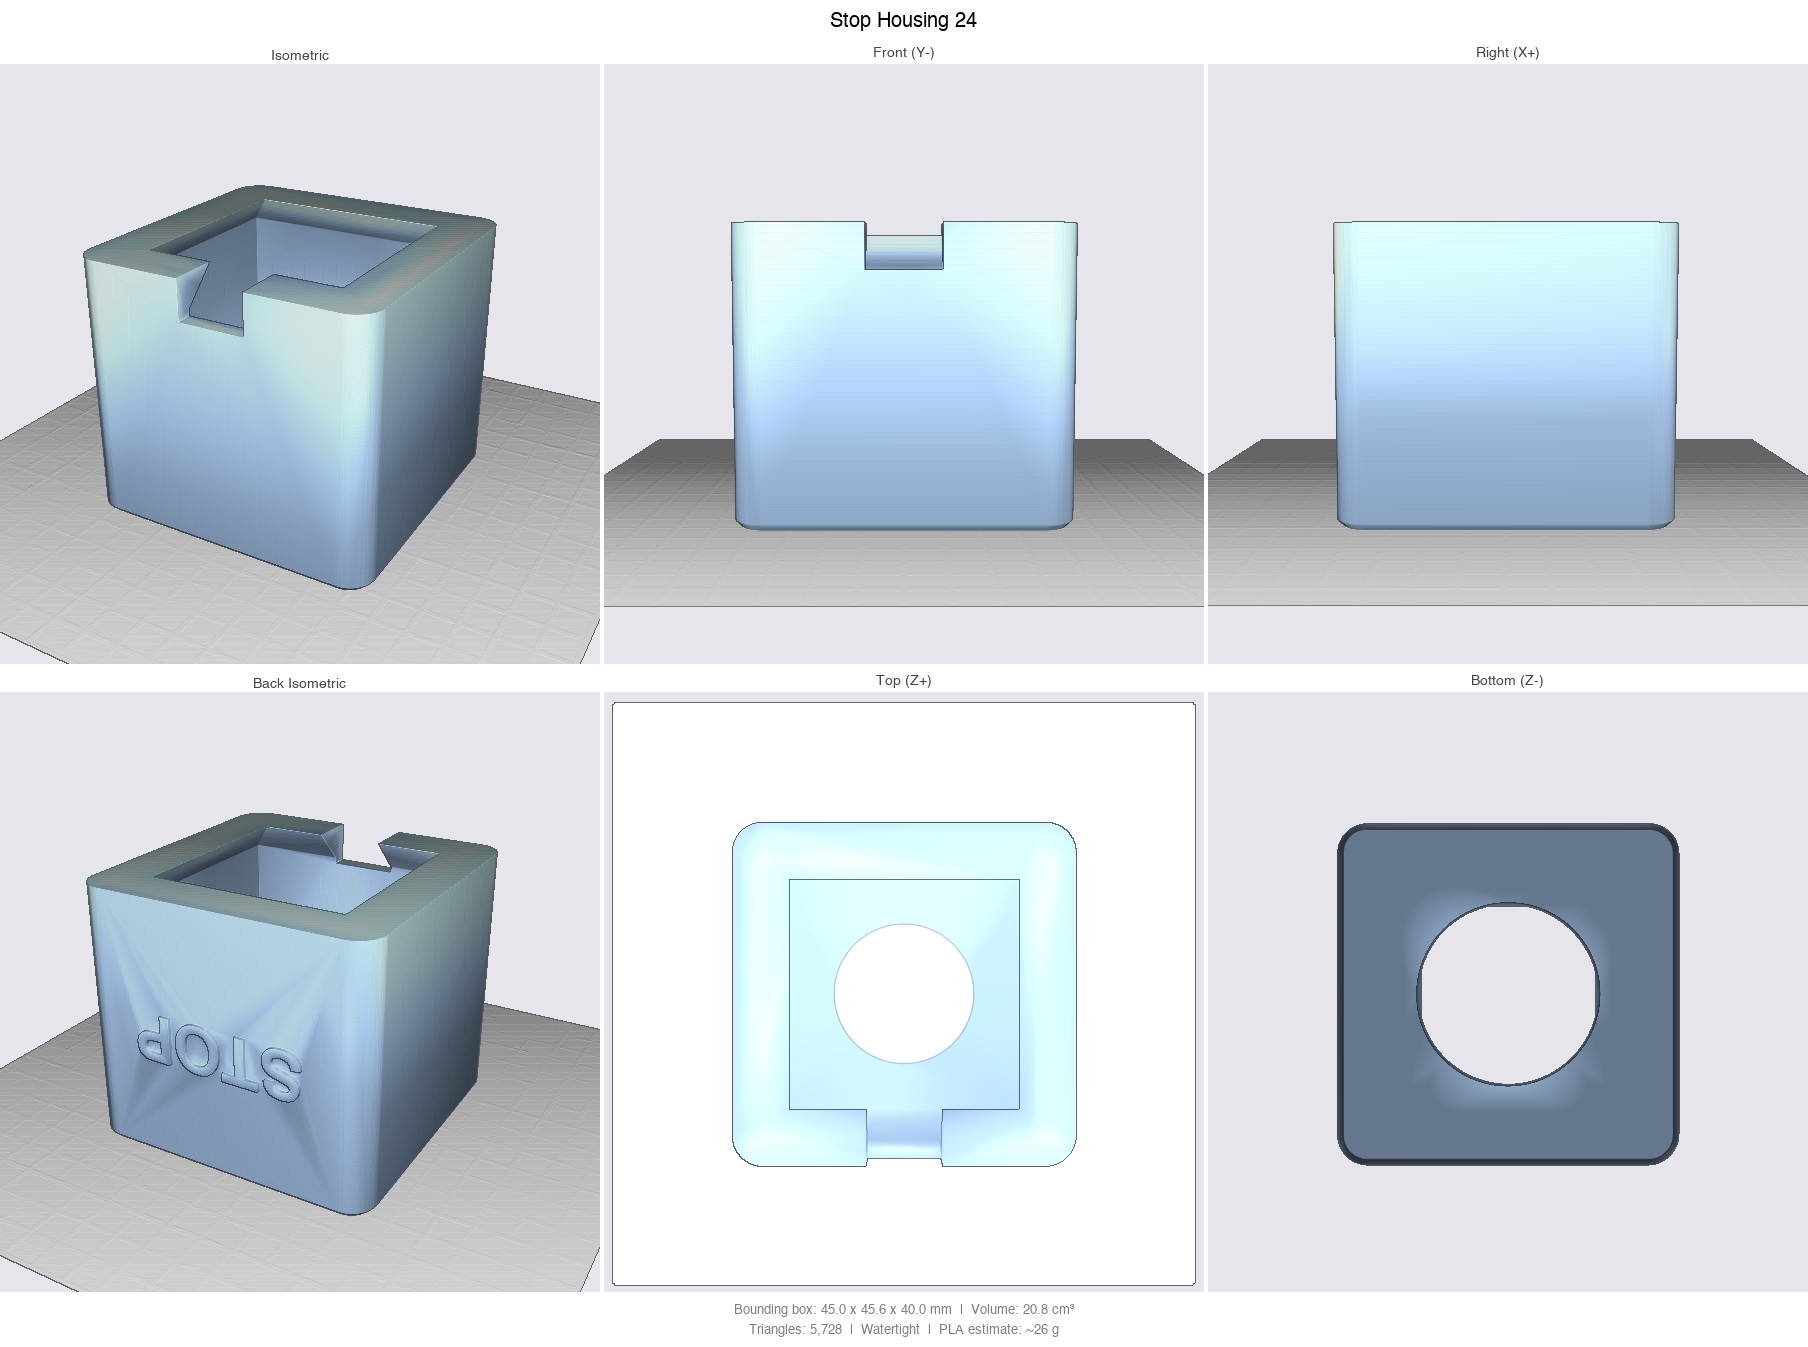 Stop Housing 24
Isometric
Front (Y-)
Right (X+)
Back Isometric
Top (Z+)
Bottom (Z-)
STOP
Bounding box: 45.0 x 45.6 x 40.0 mm | Volume: 20.8 cm³
Triangles: 5,728 | Watertight | PLA estimate: ~26 g